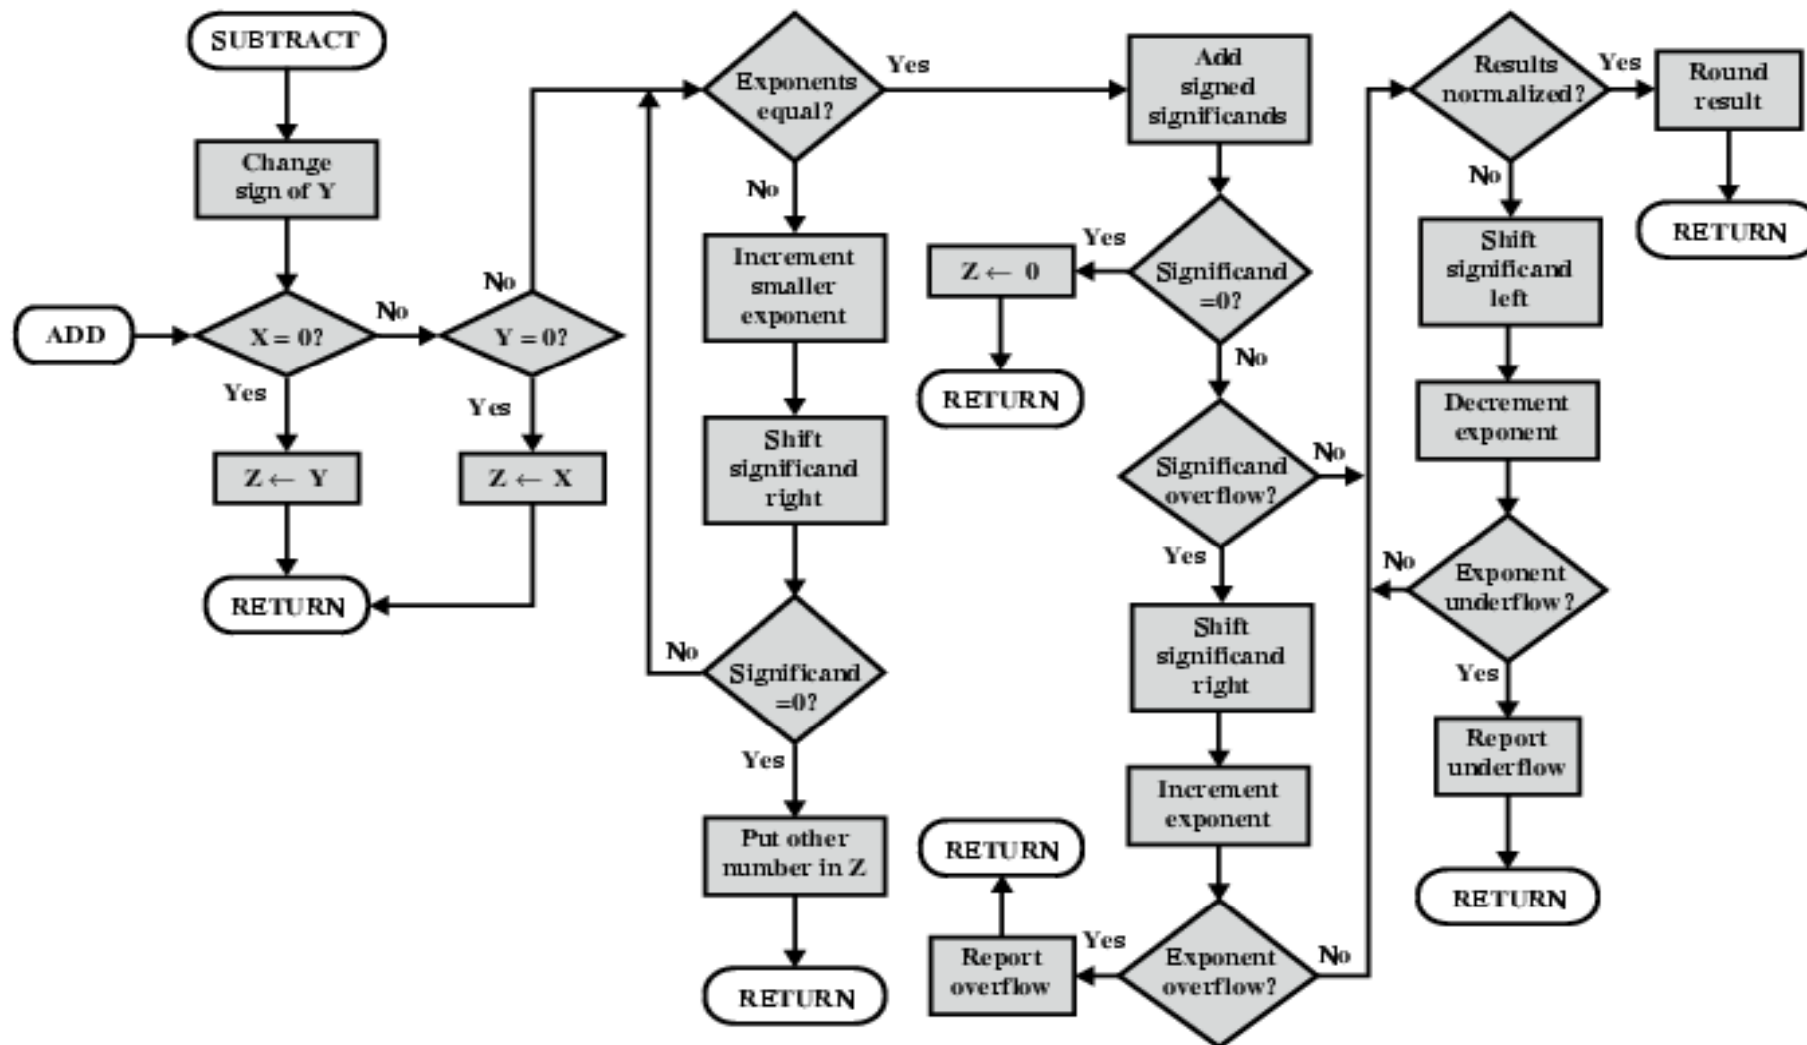 SUBTRACT
Change
sign of Y
ADD
X = 0?
No
Yes
Z ← Y
RETURN
No
Y = 0?
Yes
Z ← X
Exponents
equal?
Yes
No
Increment
smaller
exponent
Shift
significand
right
No
Significand
=0?
Yes
Put other
number in Z
RETURN
Add
signed
significands
Yes
Significand
=0?
Z ← 0
RETURN
No
Significand
overflow?
No
Yes
Shift
significand
right
Increment
exponent
Exponent
overflow?
Yes
Report
overflow
RETURN
No
Results
normalized?
Yes
Round
result
RETURN
No
Shift
significand
left
Decrement
exponent
No
Exponent
underflow?
Yes
Report
underflow
RETURN